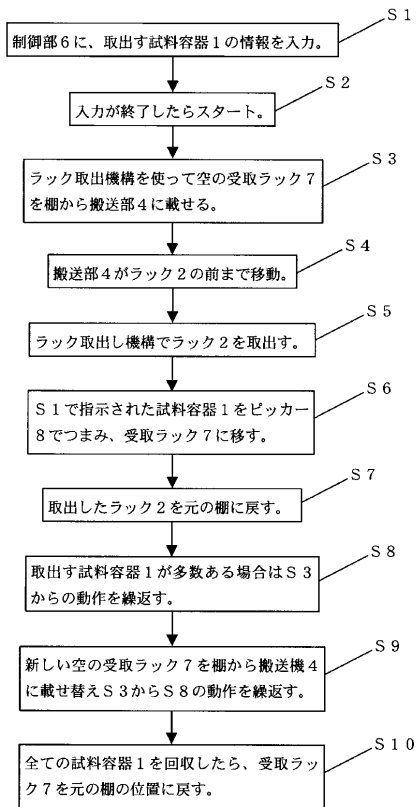 S1
制御部6に、取出す試料容器1の情報を入力。
S2
入力が終了したらスタート。
S3
ラック取出機構を使って空の受取ラック7
を棚から搬送部4に載せる。
S4
搬送部4がラック2の前まで移動。
S5
ラック取出し機構でラック2を取出す。
S6
S1で指示された試料容器1をピッカー
8でつまみ、受取ラック7に移す。
S7
取出したラック2を元の棚に戻す。
S8
取出す試料容器1が多数ある場合はS3
からの動作を繰返す。
S9
新しい空の受取ラック7を棚から搬送機4
に載せ替えS3からS8の動作を繰返す。
S10
全ての試料容器1を回収したら、受取ラッ
ク7を元の棚の位置に戻す。